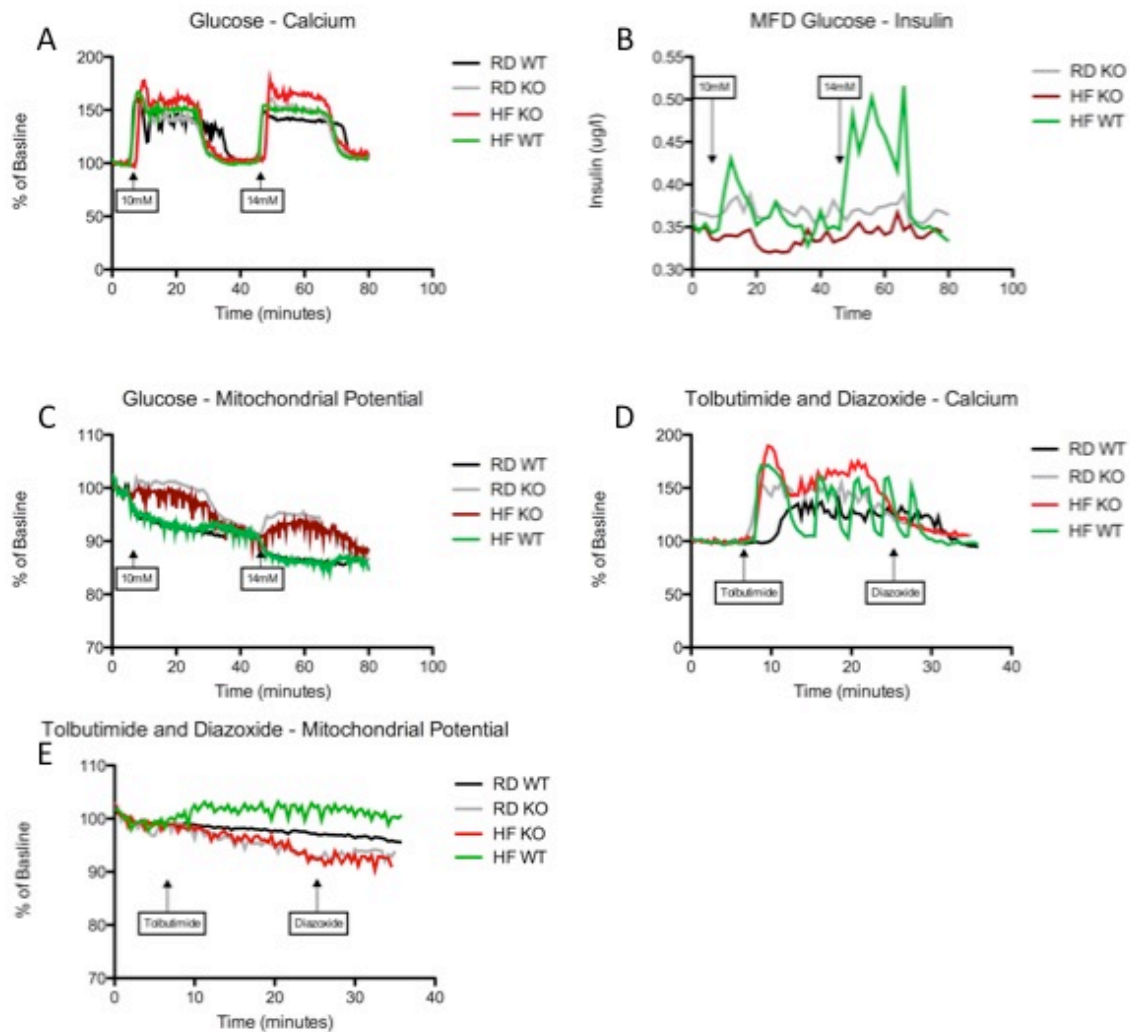 A
Glucose - Calcium
% of Basline
200
150
100
50
0
10mM
14mM
0 20 40 60 80 100
Time (minutes)
RD WT
RD KO
HF KO
HF WT
B
MFD Glucose - Insulin
Insulin (ug/l)
0.55
0.50
0.45
0.40
0.35
0.30
10mM
14mM
0 20 40 60 80 100
Time
RD KO
HF KO
HF WT
C
Glucose - Mitochondrial Potential
% of Basline
110
100
90
80
70
10mM
14mM
0 20 40 60 80 100
Time (minutes)
RD WT
RD KO
HF KO
HF WT
D
Tolbutimide and Diazoxide - Calcium
% of Basline
200
150
100
50
0
Tolbutimide
Diazoxide
0 10 20 30 40
Time (minutes)
RD WT
RD KO
HF KO
HF WT
E
Tolbutimide and Diazoxide - Mitochondrial Potential
% of Basline
110
100
90
80
70
Tolbutimide
Diazoxide
0 10 20 30 40
Time (minutes)
RD WT
RD KO
HF KO
HF WT